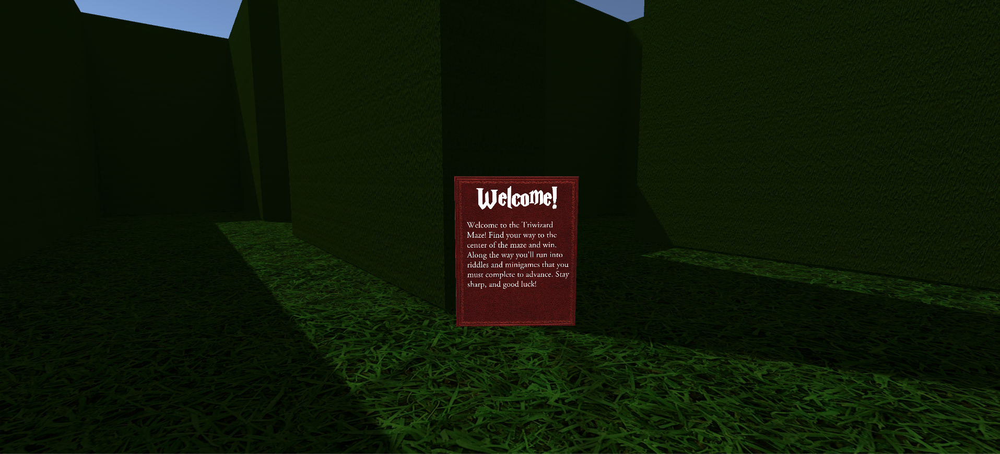 Welcome!
Welcome to the Triwizard
Maze! Find your way to the
center of the maze and win.
Along the way you'll run into
riddles and minigames that you
must complete to advance. Stay
sharp, and good luck!